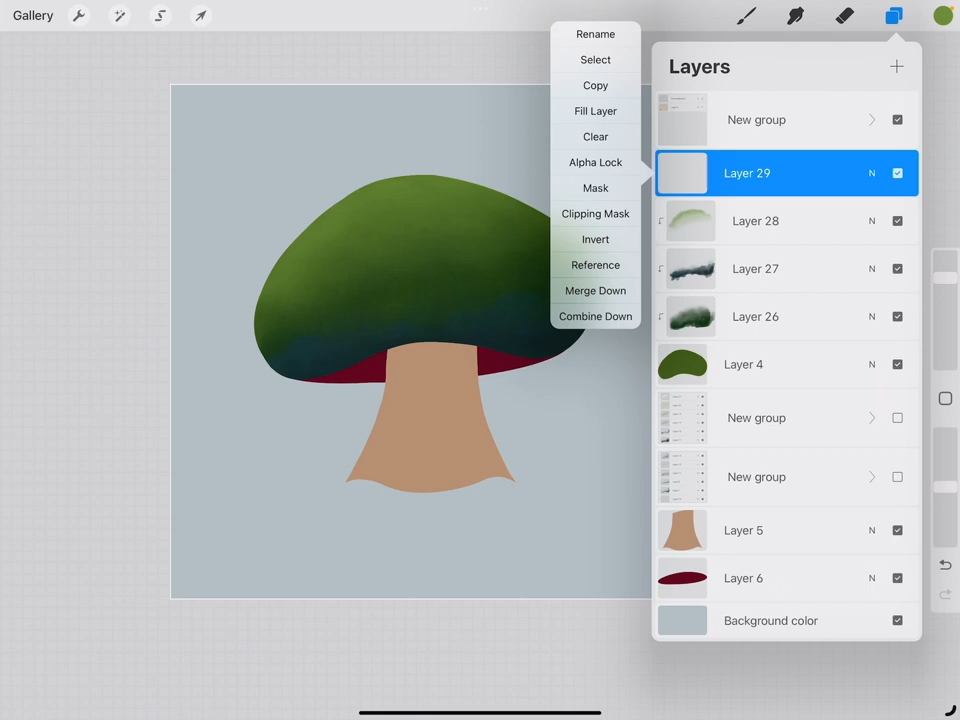 Gallery
Rename
Select
Copy
Fill Layer
Clear
Alpha Lock
Mask
Clipping Mask
Invert
Reference
Merge Down
Combine Down
Layers
New group
Layer 29 N
Layer 28 N
Layer 27 N
Layer 26 N
Layer 4 N
New group
New group
Layer 5 N
Layer 6 N
Background color